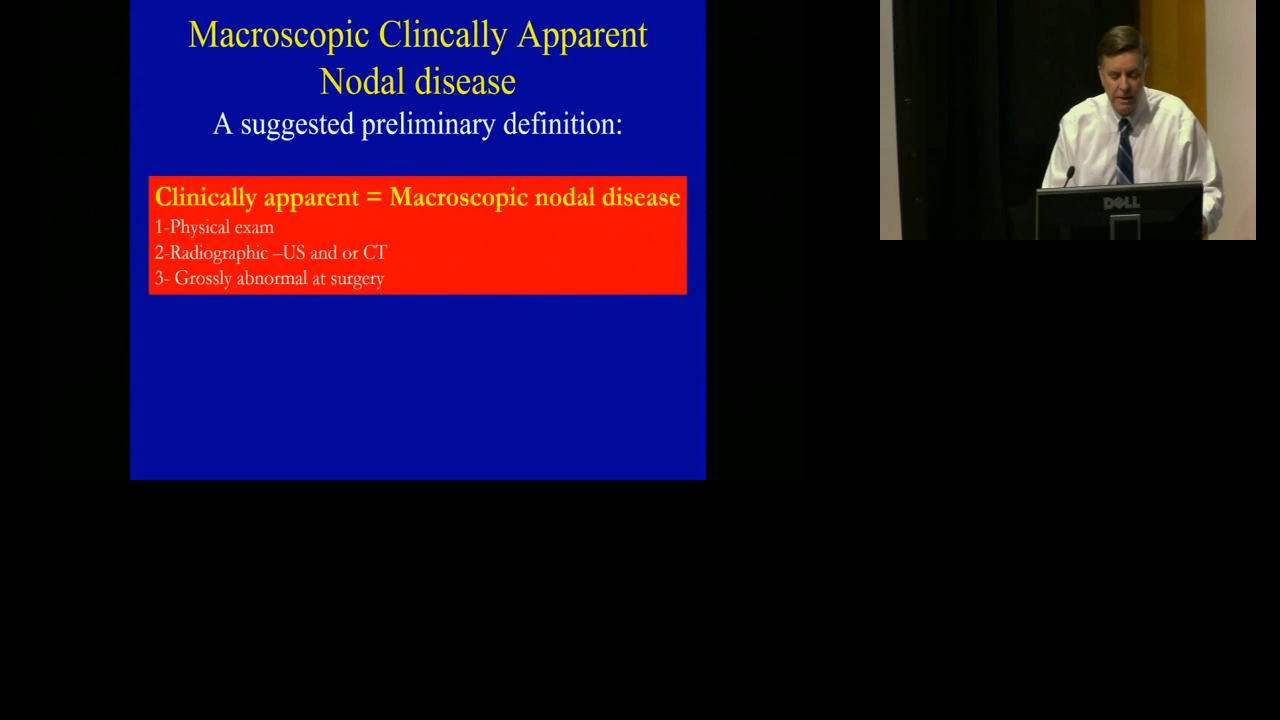 Macroscopic Clincally Apparent
Nodal disease
A suggested preliminary definition:
Clinically apparent = Macroscopic nodal disease
1-Physical exam
2-Radiographic –US and or CT
3- Grossly abnormal at surgery
DELL